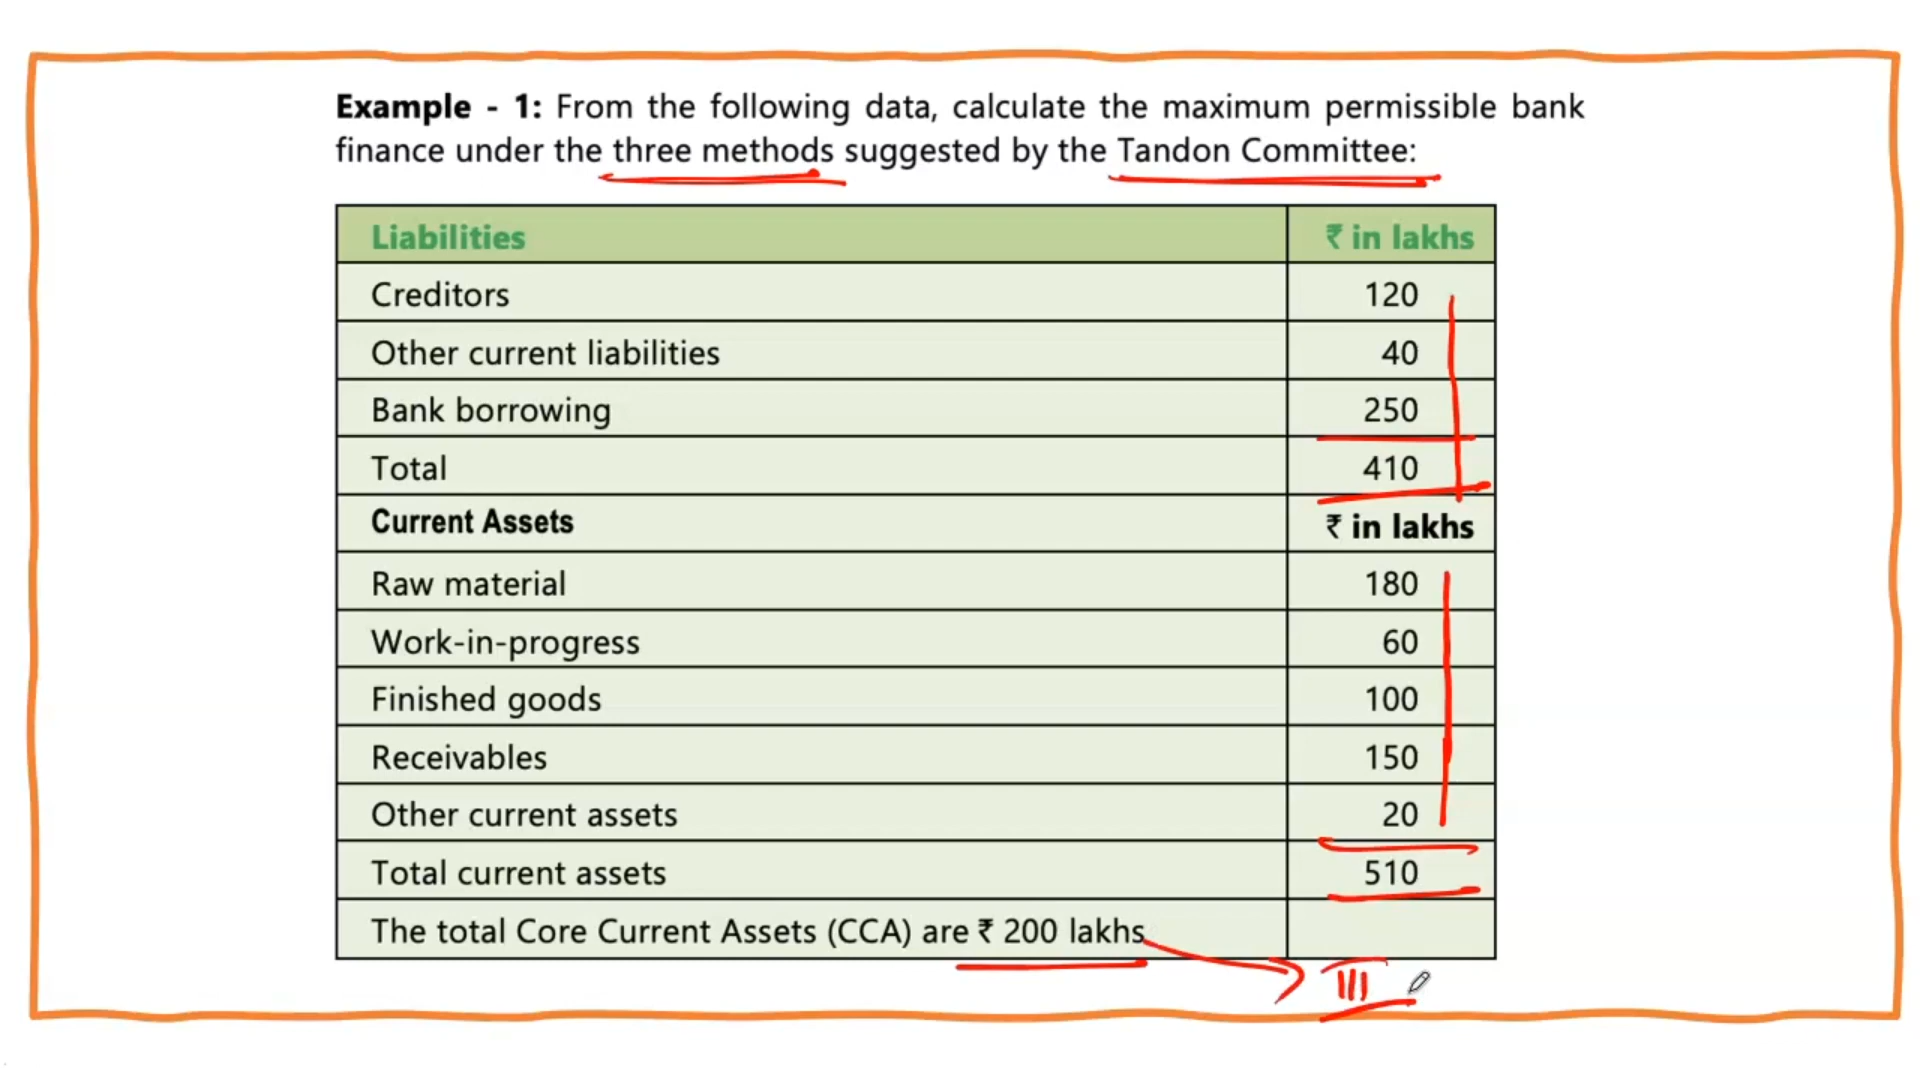 Example - 1: From the following data, calculate the maximum permissible bank
finance under the three methods suggested by the Tandon Committee:
Liabilities ₹ in lakhs
Creditors 120
Other current liabilities 40
Bank borrowing 250
Total 410
Current Assets ₹ in lakhs
Raw material 180
Work-in-progress 60
Finished goods 100
Receivables 150
Other current assets 20
Total current assets 510
The total Core Current Assets (CCA) are ₹ 200 lakhs
III